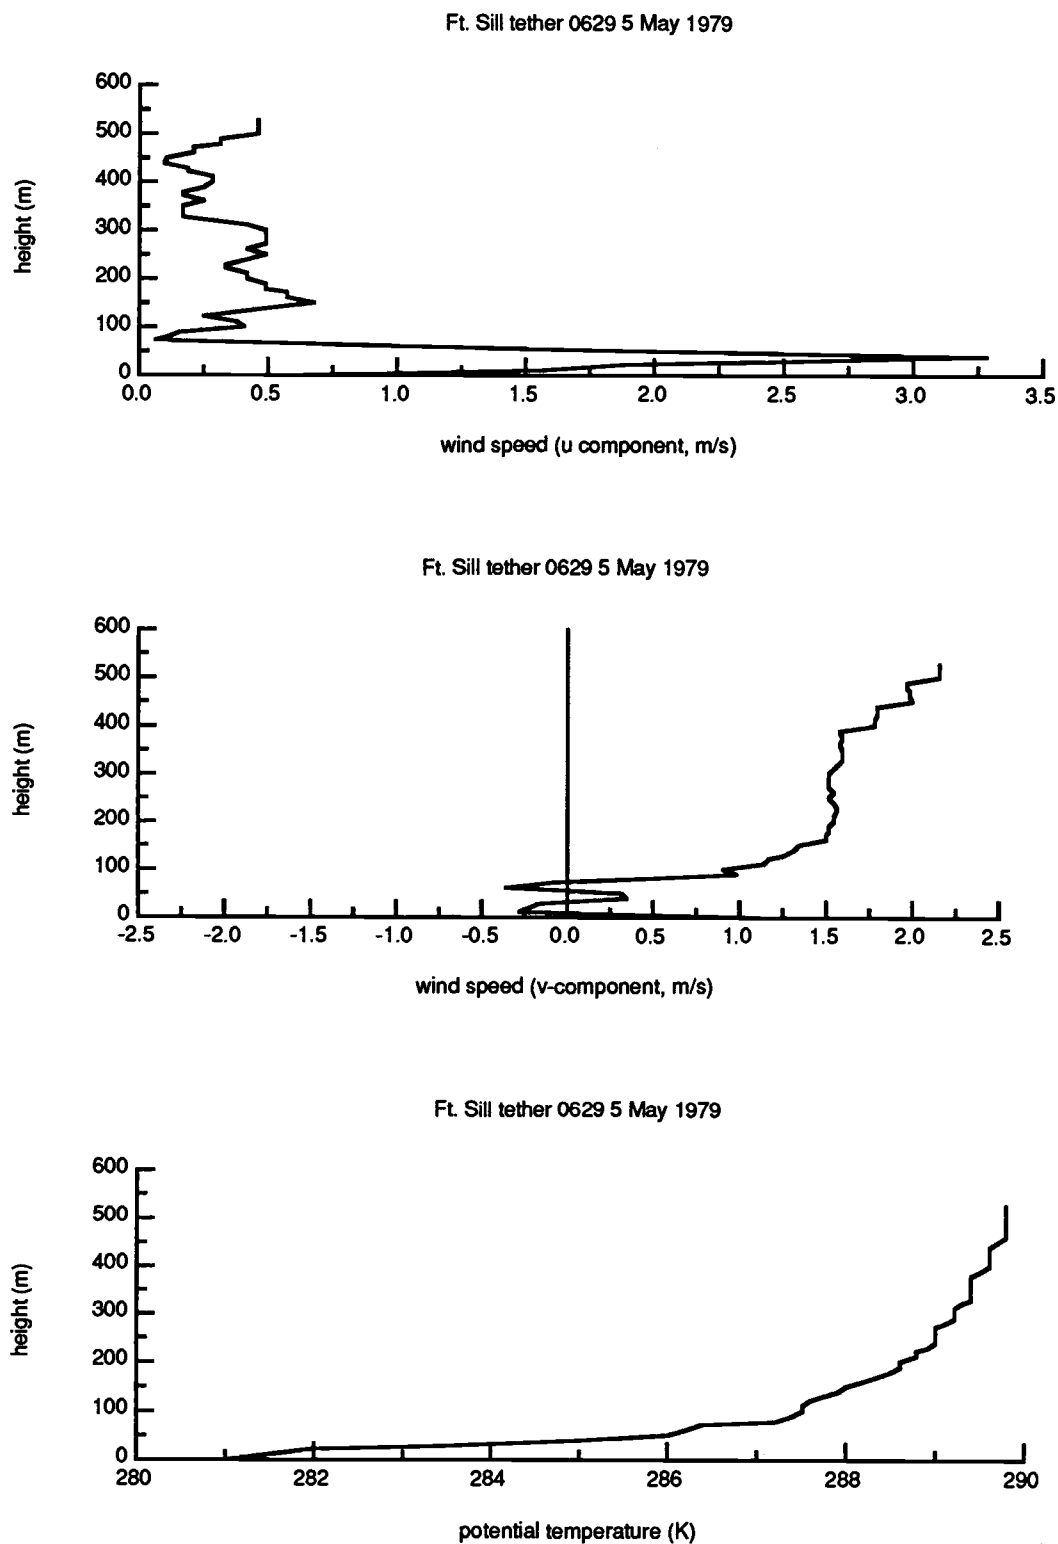 Ft. Sill tether 0629 5 May 1979
600
500
400
300
200
100
0
height (m)
0.0 0.5 1.0 1.5 2.0 2.5 3.0 3.5
wind speed (u component, m/s)
Ft. Sill tether 0629 5 May 1979
600
500
400
300
200
100
0
height (m)
-2.5 -2.0 -1.5 -1.0 -0.5 0.0 0.5 1.0 1.5 2.0 2.5
wind speed (v-component, m/s)
Ft. Sill tether 0629 5 May 1979
600
500
400
300
200
100
0
height (m)
280 282 284 286 288 290
potential temperature (K)